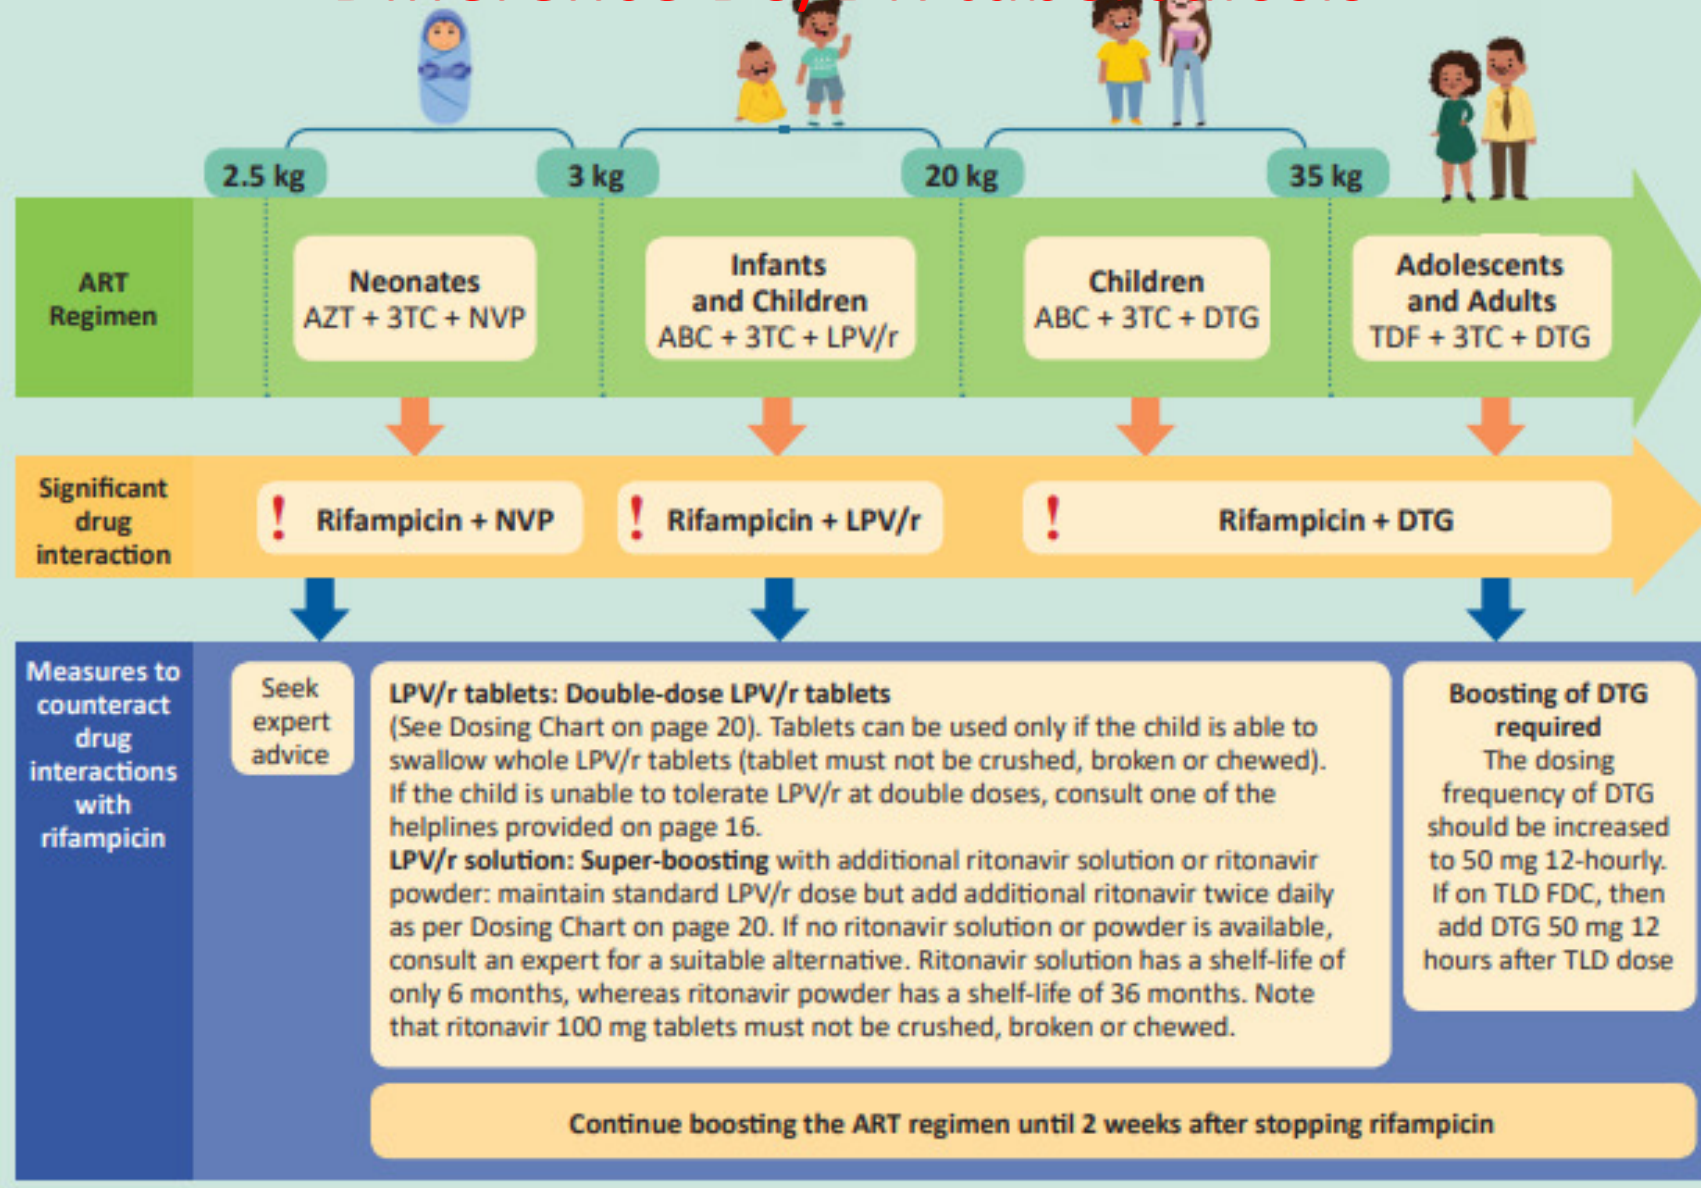 2.5 kg
3 kg
20 kg
35 kg
ART
Regimen
Neonates
AZT + 3TC + NVP
Infants
and Children
ABC + 3TC + LPV/r
Children
ABC + 3TC + DTG
Adolescents
and Adults
TDF + 3TC + DTG
Significant
drug
interaction
! Rifampicin + NVP
! Rifampicin + LPV/r
! Rifampicin + DTG
Measures to
counteract
drug
interactions
with
rifampicin
Seek
expert
advice
LPV/r tablets: Double-dose LPV/r tablets
(See Dosing Chart on page 20). Tablets can be used only if the child is able to
swallow whole LPV/r tablets (tablet must not be crushed, broken or chewed).
If the child is unable to tolerate LPV/r at double doses, consult one of the
helplines provided on page 16.
LPV/r solution: Super-boosting with additional ritonavir solution or ritonavir
powder: maintain standard LPV/r dose but add additional ritonavir twice daily
as per Dosing Chart on page 20. If no ritonavir solution or powder is available,
consult an expert for a suitable alternative. Ritonavir solution has a shelf-life of
only 6 months, whereas ritonavir powder has a shelf-life of 36 months. Note
that ritonavir 100 mg tablets must not be crushed, broken or chewed.
Boosting of DTG
required
The dosing
frequency of DTG
should be increased
to 50 mg 12-hourly.
If on TLD FDC, then
add DTG 50 mg 12
hours after TLD dose
Continue boosting the ART regimen until 2 weeks after stopping rifampicin